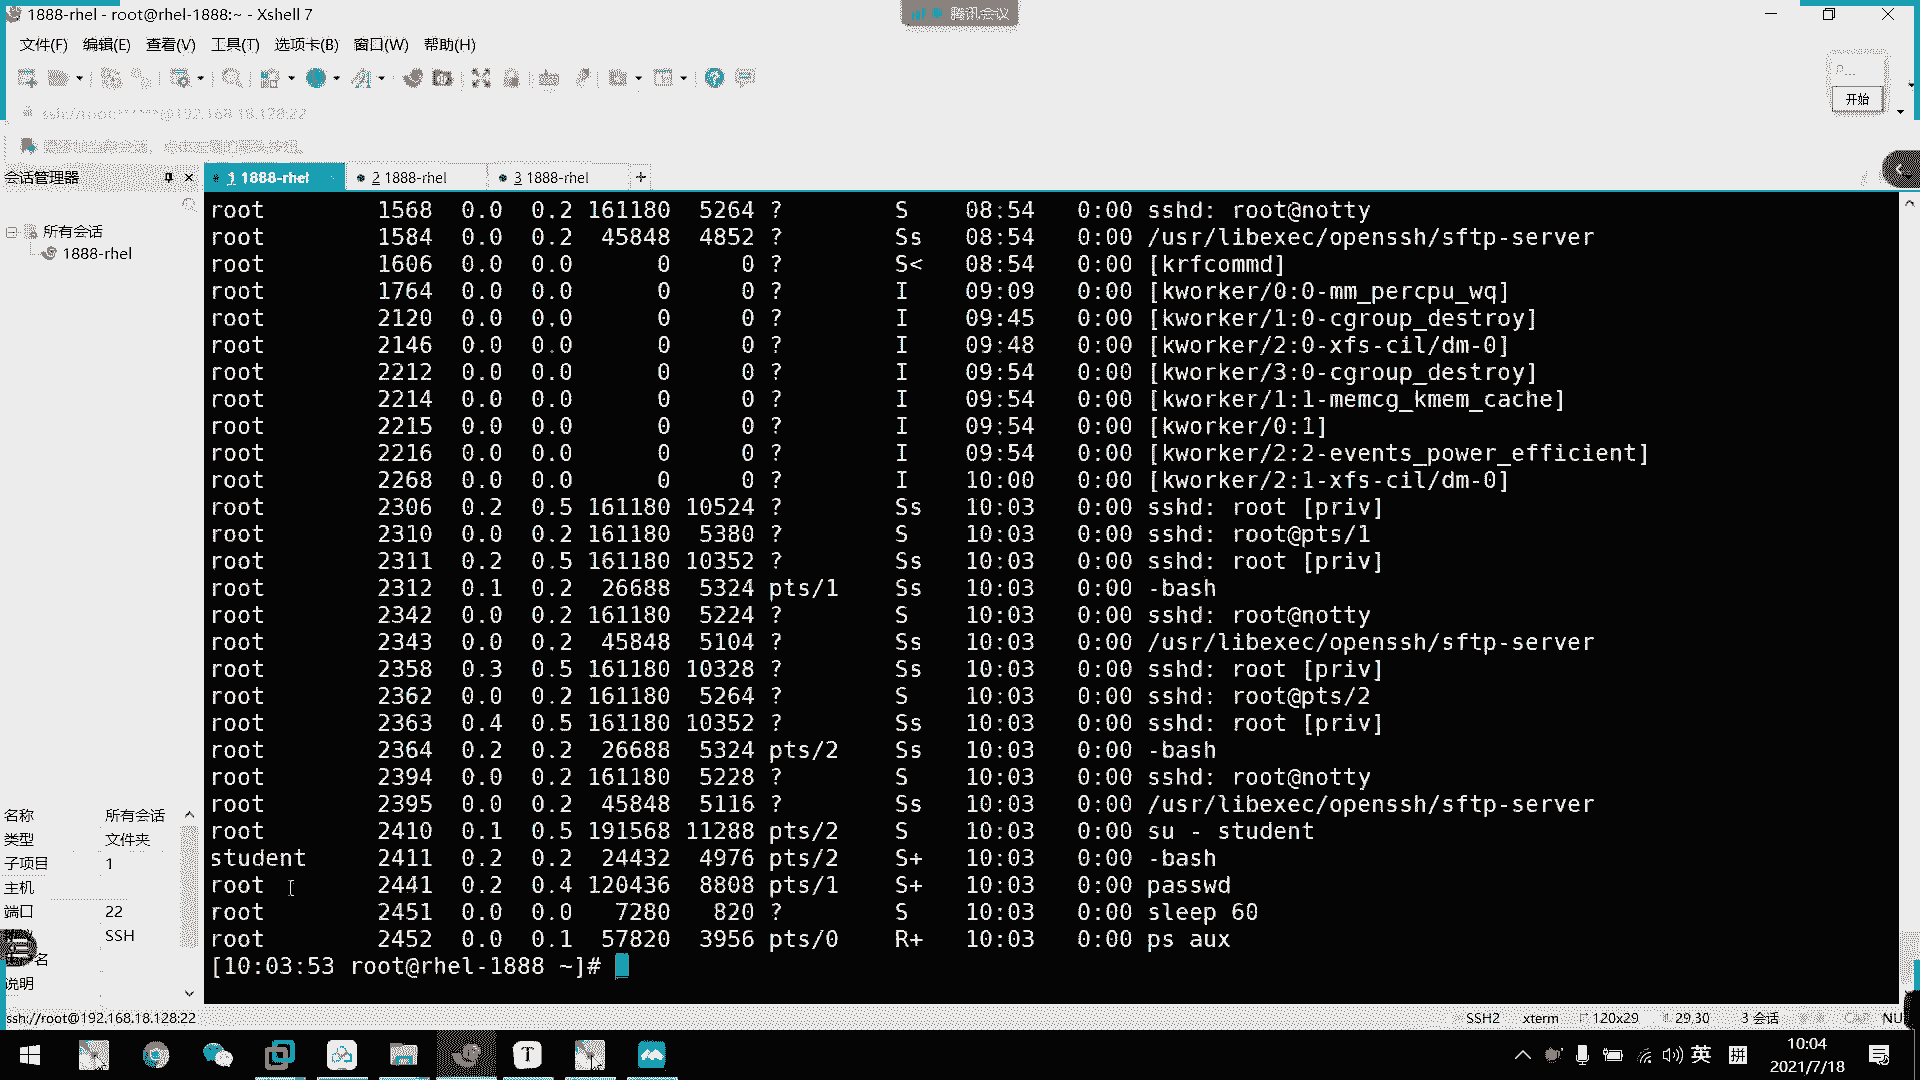 1888-rhel - root@rhel-1888:~ - Xshell 7
腾讯会议
文件(F) 编辑(E) 查看(V) 工具(T) 选项卡(B) 窗口(W) 帮助(H)
P...
开始
会话管理器
1 1888-rhel
2 1888-rhel
3 1888-rhel
所有会话
1888-rhel
root 1568 0.0 0.2 161180 5264 ? S 08:54 0:00 sshd: root@notty
root 1584 0.0 0.2 45848 4852 ? Ss 08:54 0:00 /usr/libexec/openssh/sftp-server
root 1606 0.0 0.0 0 0 ? S< 08:54 0:00 [krfcommd]
root 1764 0.0 0.0 0 0 ? I 09:09 0:00 [kworker/0:0-mm_percpu_wq]
root 2120 0.0 0.0 0 0 ? I 09:45 0:00 [kworker/1:0-cgroup_destroy]
root 2146 0.0 0.0 0 0 ? I 09:48 0:00 [kworker/2:0-xfs-cil/dm-0]
root 2212 0.0 0.0 0 0 ? I 09:54 0:00 [kworker/3:0-cgroup_destroy]
root 2214 0.0 0.0 0 0 ? I 09:54 0:00 [kworker/1:1-memcg_kmem_cache]
root 2215 0.0 0.0 0 0 ? I 09:54 0:00 [kworker/0:1]
root 2216 0.0 0.0 0 0 ? I 09:54 0:00 [kworker/2:2-events_power_efficient]
root 2268 0.0 0.0 0 0 ? I 10:00 0:00 [kworker/2:1-xfs-cil/dm-0]
root 2306 0.2 0.5 161180 10524 ? Ss 10:03 0:00 sshd: root [priv]
root 2310 0.0 0.2 161180 5380 ? S 10:03 0:00 sshd: root@pts/1
root 2311 0.2 0.5 161180 10352 ? Ss 10:03 0:00 sshd: root [priv]
root 2312 0.1 0.2 26688 5324 pts/1 Ss 10:03 0:00 -bash
root 2342 0.0 0.2 161180 5224 ? S 10:03 0:00 sshd: root@notty
root 2343 0.0 0.2 45848 5104 ? Ss 10:03 0:00 /usr/libexec/openssh/sftp-server
root 2358 0.3 0.5 161180 10328 ? Ss 10:03 0:00 sshd: root [priv]
root 2362 0.0 0.2 161180 5264 ? S 10:03 0:00 sshd: root@pts/2
root 2363 0.4 0.5 161180 10352 ? Ss 10:03 0:00 sshd: root [priv]
root 2364 0.2 0.2 26688 5324 pts/2 Ss 10:03 0:00 -bash
root 2394 0.0 0.2 161180 5228 ? S 10:03 0:00 sshd: root@notty
root 2395 0.0 0.2 45848 5116 ? Ss 10:03 0:00 /usr/libexec/openssh/sftp-server
root 2410 0.1 0.5 191568 11288 pts/2 S 10:03 0:00 su - student
student 2411 0.2 0.2 24432 4976 pts/2 S+ 10:03 0:00 -bash
root 2441 0.2 0.4 120436 8808 pts/1 S+ 10:03 0:00 passwd
root 2451 0.0 0.0 7280 820 ? S 10:03 0:00 sleep 60
root 2452 0.0 0.1 57820 3956 pts/0 R+ 10:03 0:00 ps aux
[10:03:53 root@rhel-1888 ~]#
名称 所有会话
类型 文件夹
子项目 1
主机
端口 22
SSH
名
说明
ssh://root@192.168.18.128:22
SSH2 xterm 120x29 29,30 3 会话 CAP NU
英 拼
10:04
2021/7/18